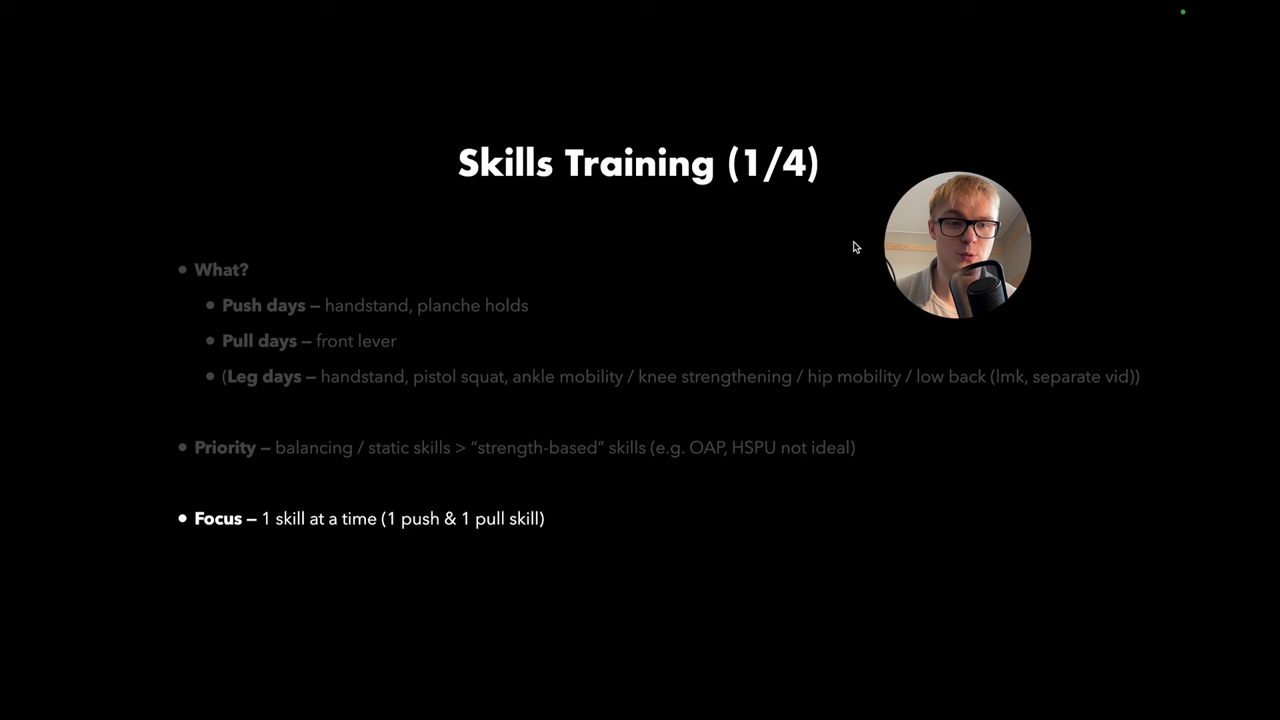 Skills Training (1/4)
• What?
• Push days – handstand, planche holds
• Pull days – front lever
• (Leg days – handstand, pistol squat, ankle mobility / knee strengthening / hip mobility / low back (lmk, separate vid))
• Priority – balancing / static skills > “strength-based” skills (e.g. OAP, HSPU not ideal)
• Focus – 1 skill at a time (1 push & 1 pull skill)